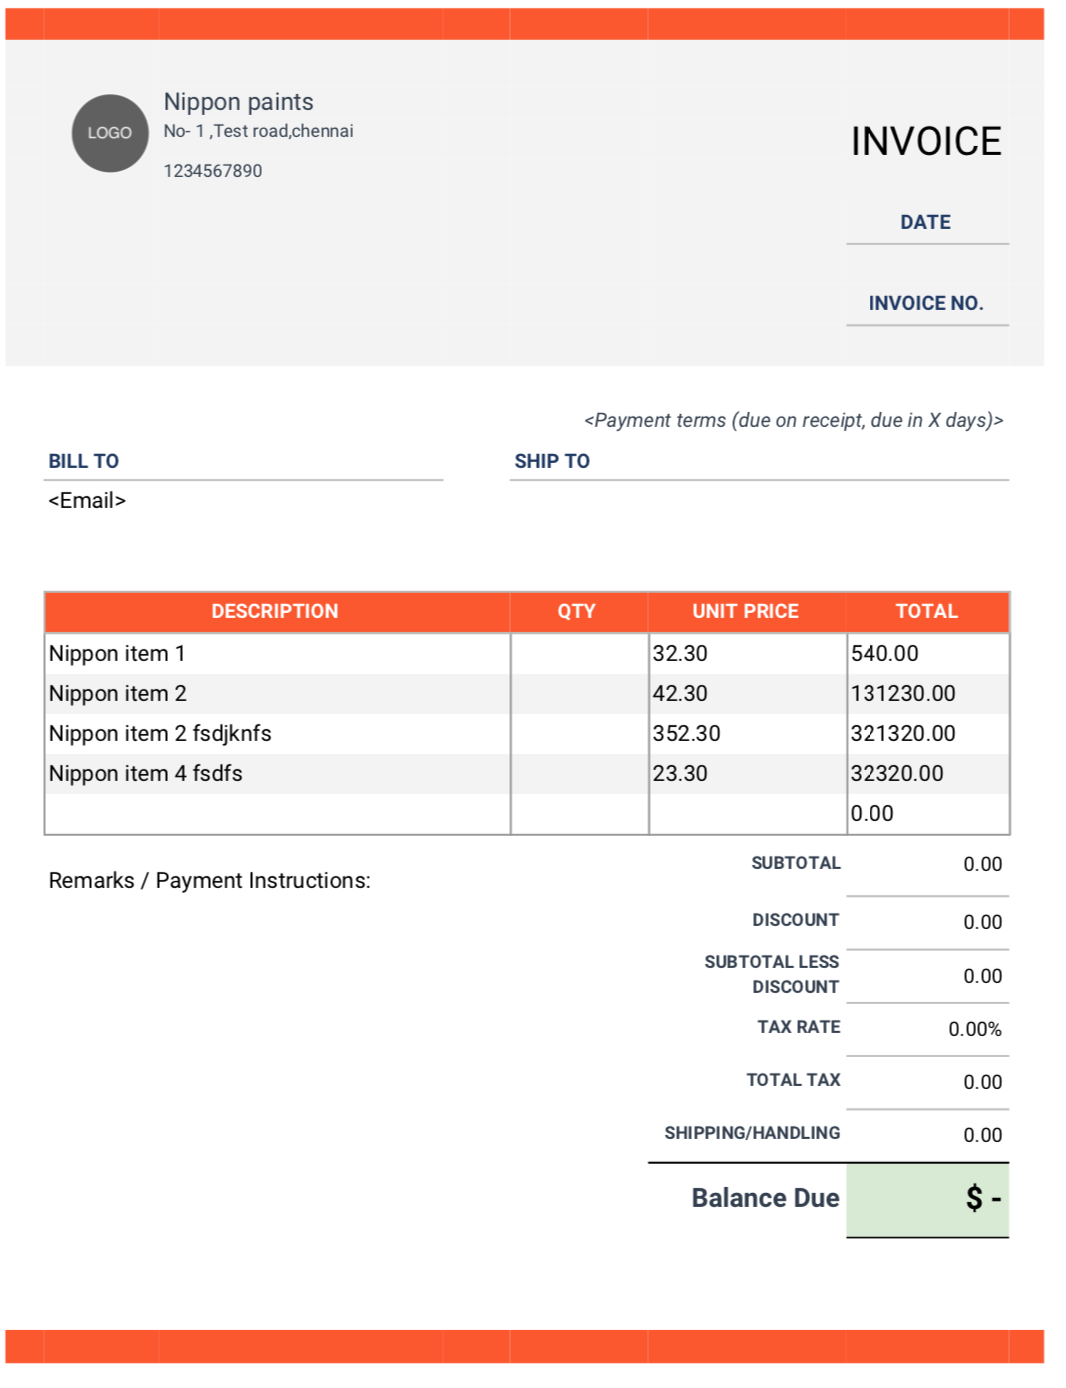 LOGO
Nippon paints
No- 1 ,Test road,chennai
1234567890
INVOICE
DATE
INVOICE NO.
<Payment terms (due on receipt, due in X days)>
BILL TO
SHIP TO
<Email>
DESCRIPTION QTY UNIT PRICE TOTAL
Nippon item 1 32.30 540.00
Nippon item 2 42.30 131230.00
Nippon item 2 fsdjknfs 352.30 321320.00
Nippon item 4 fsdfs 23.30 32320.00
0.00
Remarks / Payment Instructions:
SUBTOTAL 0.00
DISCOUNT 0.00
SUBTOTAL LESS
DISCOUNT 0.00
TAX RATE 0.00%
TOTAL TAX 0.00
SHIPPING/HANDLING 0.00
Balance Due $ -